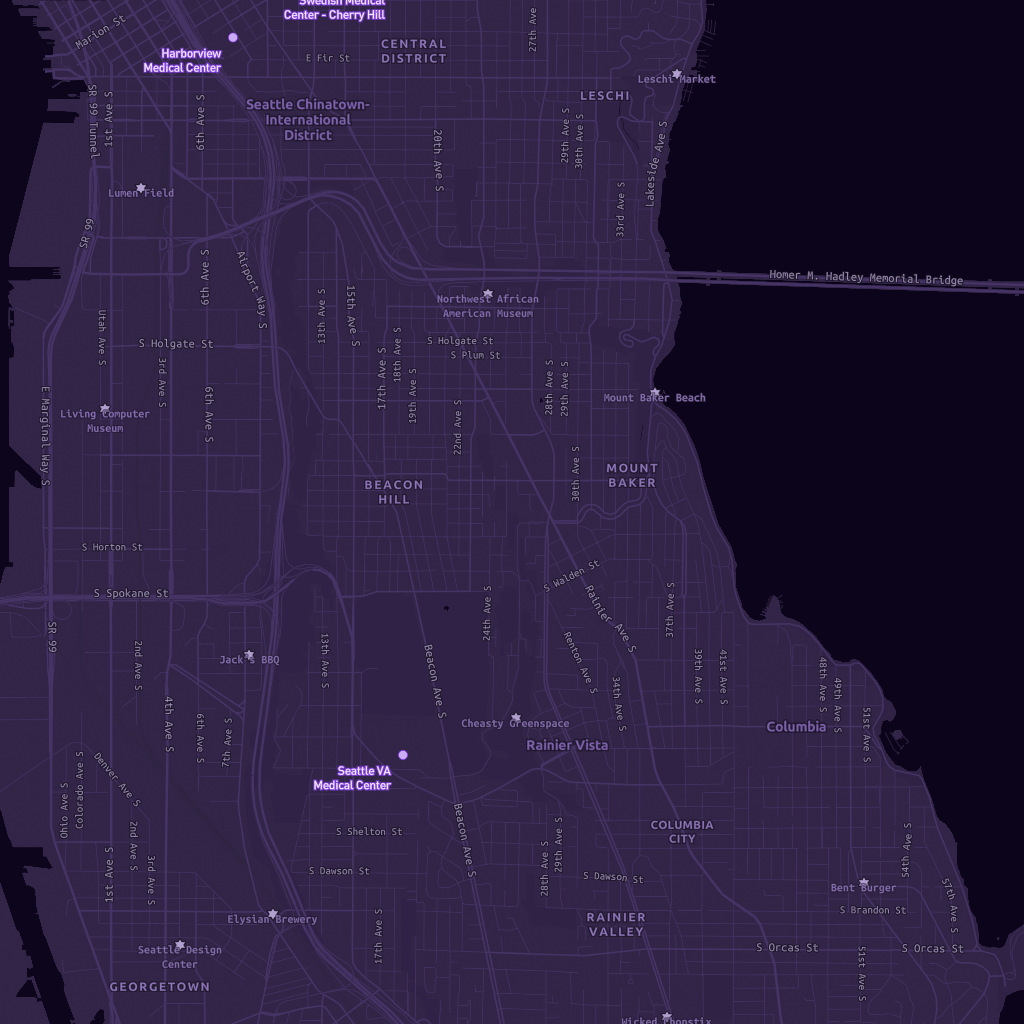 Swedish Medical
Center - Cherry Hill
Marion St
27th Ave
CENTRAL
DISTRICT
E Fir St
Harborview
Medical Center
Leschi Market
LESCHI
SR 99 Tunnel
1st Ave S
6th Ave S
Seattle Chinatown-
International
District
20th Ave S
29th Ave S
30th Ave S
Lakeside Ave S
33rd Ave S
Lumen Field
SR 99
6th Ave S
Airport Way S
Homer M. Hadley Memorial Bridge
13th Ave S
15th Ave S
Northwest African
American Museum
Utah Ave S
S Holgate St
S Holgate St
S Plum St
3rd Ave S
17th Ave S
18th Ave S
19th Ave S
28th Ave S
29th Ave S
E Marginal Way S
6th Ave S
Living Computer
Museum
22nd Ave S
Mount Baker Beach
30th Ave S
MOUNT
BAKER
BEACON
HILL
S Horton St
S Spokane St
S Walden St
24th Ave S
Rainier Ave S
37th Ave S
SR 99
2nd Ave S
Jack's BBQ
13th Ave S
Beacon Ave S
Renton Ave S
34th Ave S
39th Ave S
41st Ave S
48th Ave S
49th Ave S
51st Ave S
4th Ave S
6th Ave S
7th Ave S
Cheasty Greenspace
Rainier Vista
Columbia
Ohio Ave S
Colorado Ave S
Denver Ave S
Seattle VA
Medical Center
2nd Ave S
3rd Ave S
1st Ave S
S Shelton St
Beacon Ave S
28th Ave S
29th Ave S
COLUMBIA
CITY
54th Ave S
S Dawson St
S Dawson St
Bent Burger
57th Ave S
S Brandon St
Elysian Brewery
17th Ave S
RAINIER
VALLEY
S Orcas St
S Orcas St
51st Ave S
Seattle Design
Center
GEORGETOWN
Wicked Chopstix